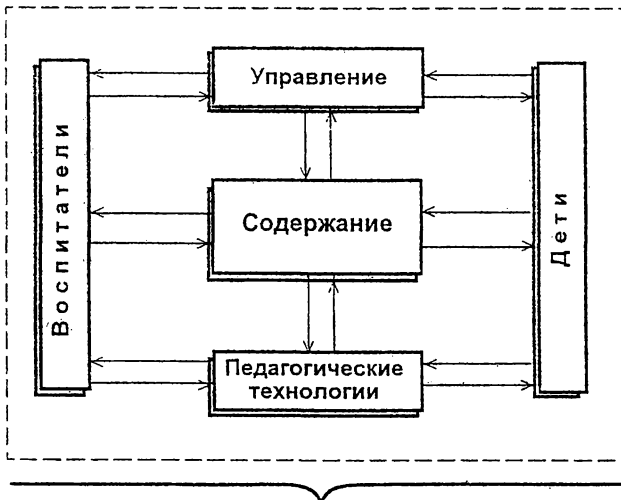 Управление
Воспитатели
Содержание
Дети
Педагогические
технологии